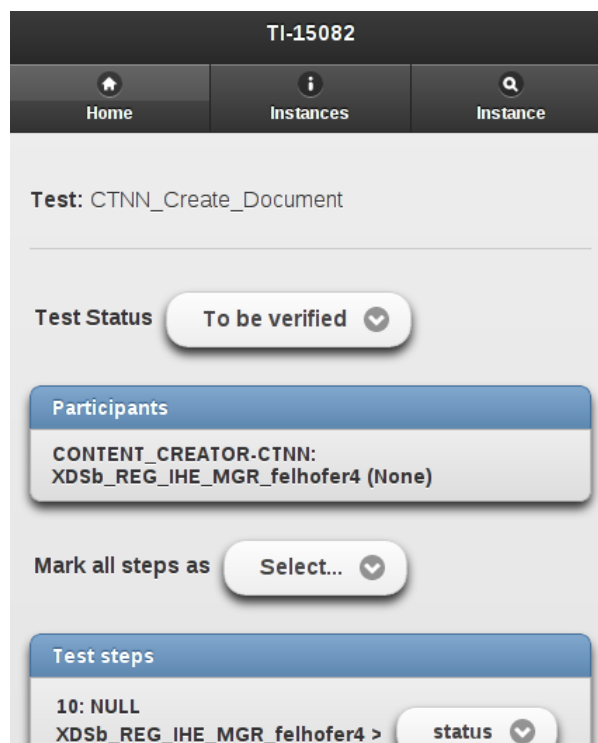 TI-15082
Home
Instances
Instance
Test: CTNN_Create_Document
Test Status
To be verified
Participants
CONTENT_CREATOR-CTNN:
XDSb_REG_IHE_MGR_felhofer4 (None)
Mark all steps as
Select...
Test steps
10: NULL
XDSb_REG_IHE_MGR_felhofer4 >
status